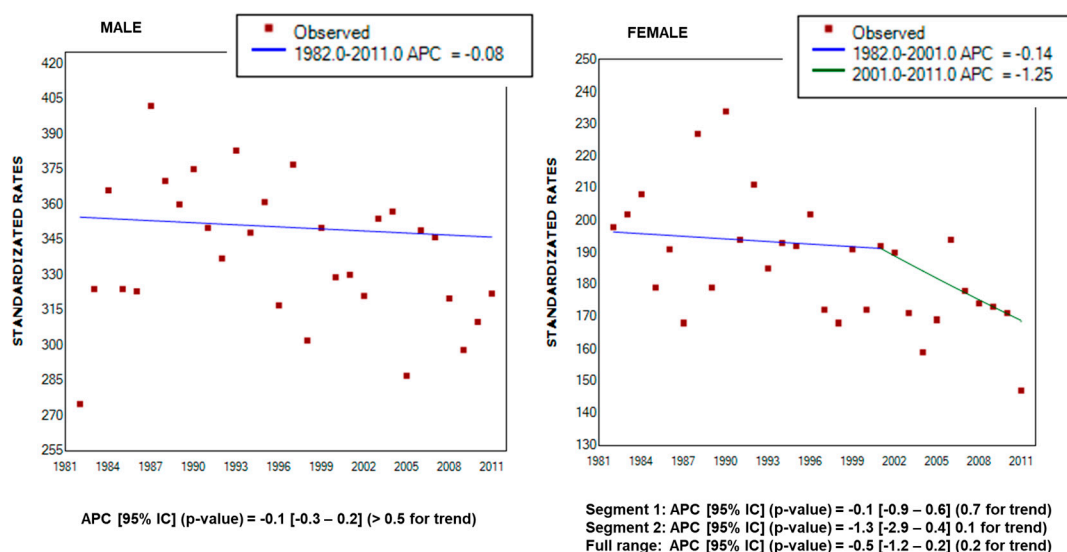 MALE
Observed
1982.0-2011.0 APC = -0.08
STANDARDIZATED RATES
420
405
390
375
360
345
330
315
300
285
270
255
1981 1984 1987 1990 1993 1996 1999 2002 2005 2008 2011
APC [95% IC] (p-value) = -0.1 [-0.3 – 0.2] (> 0.5 for trend)
FEMALE
Observed
1982.0-2001.0 APC = -0.14
2001.0-2011.0 APC = -1.25
STANDARDIZATED RATES
250
240
230
220
210
200
190
180
170
160
150
140
130
1981 1984 1987 1990 1993 1996 1999 2002 2005 2008 2011
Segment 1: APC [95% IC] (p-value) = -0.1 [-0.9 – 0.6] (0.7 for trend)
Segment 2: APC [95% IC] (p-value) = -1.3 [-2.9 – 0.4] 0.1 for trend)
Full range: APC [95% IC] (p-value) = -0.5 [-1.2 – 0.2] (0.2 for trend)